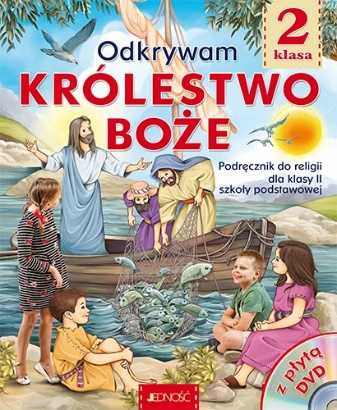 2
klasa
Odkrywam
KRÓLESTWO
BOŻE
Podręcznik do religii
dla klasy II
szkoły podstawowej
z płytą
DVD
JEDNOŚĆ